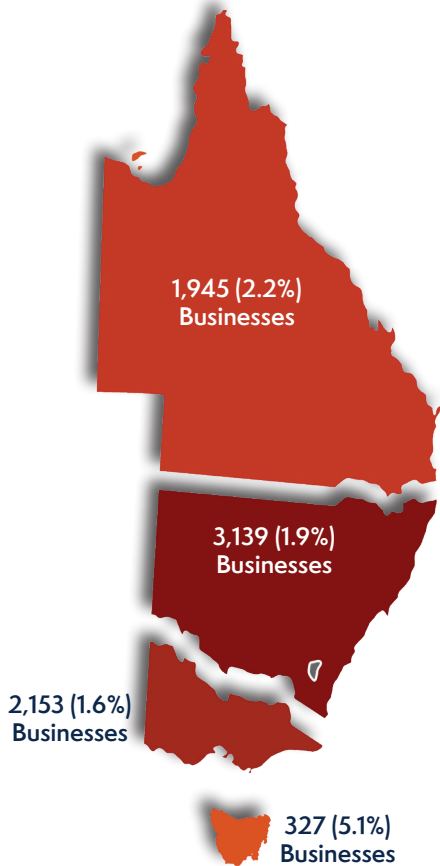 1,945 (2.2%)
Businesses
3,139 (1.9%)
Businesses
2,153 (1.6%)
Businesses
327 (5.1%)
Businesses